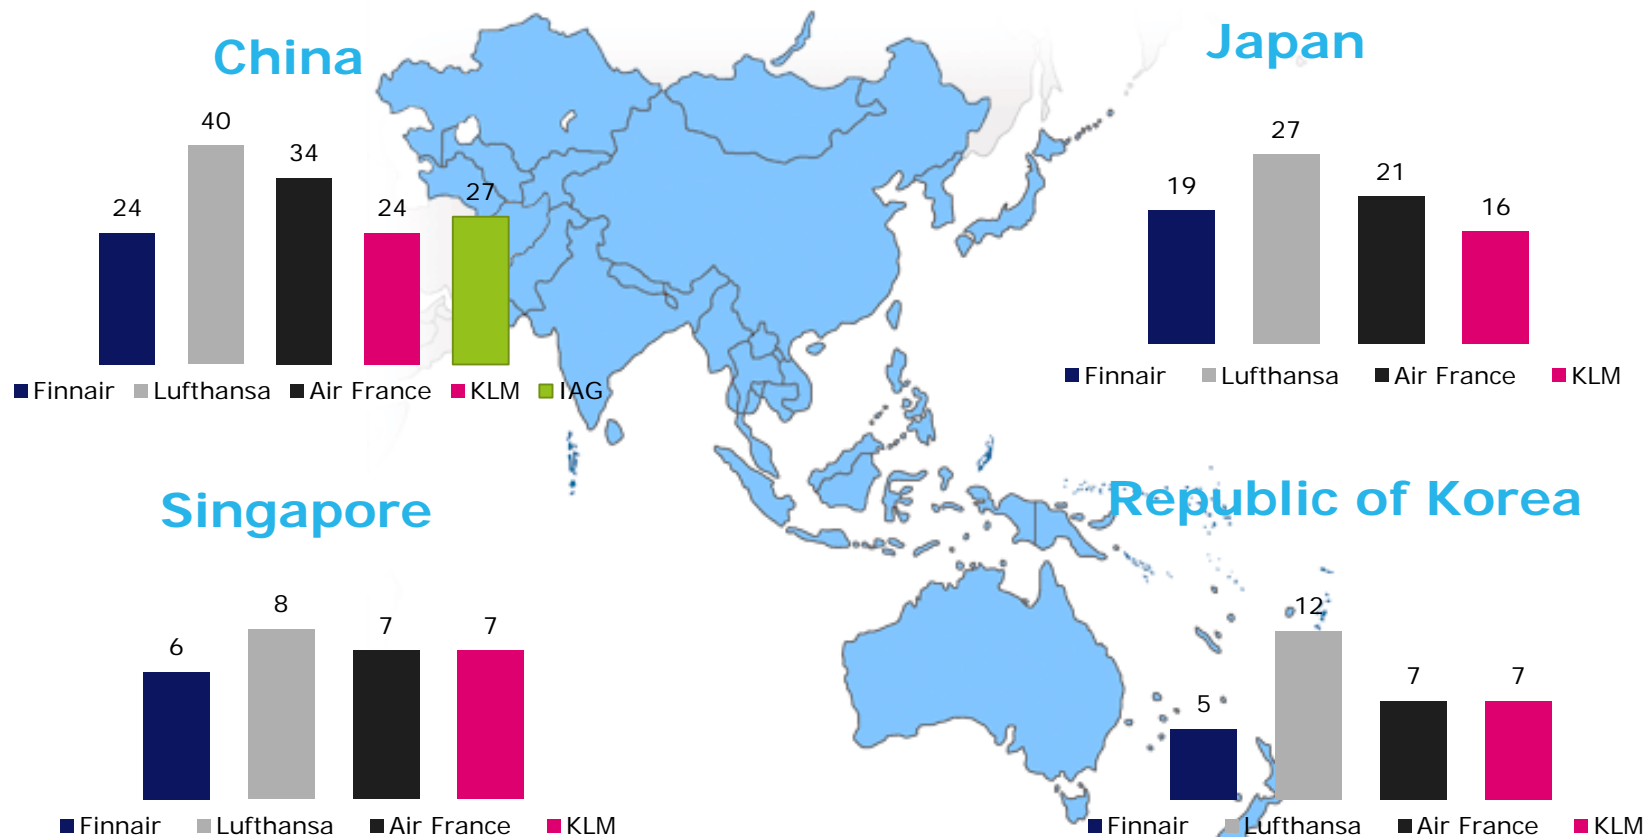 China
40
34
24
24
27
Finnair Lufthansa Air France KLM IAG
Japan
27
19
21
16
Finnair Lufthansa Air France KLM
Singapore
8
6
7
7
Finnair Lufthansa Air France KLM
Republic of Korea
12
5
7
7
Finnair Lufthansa Air France KLM